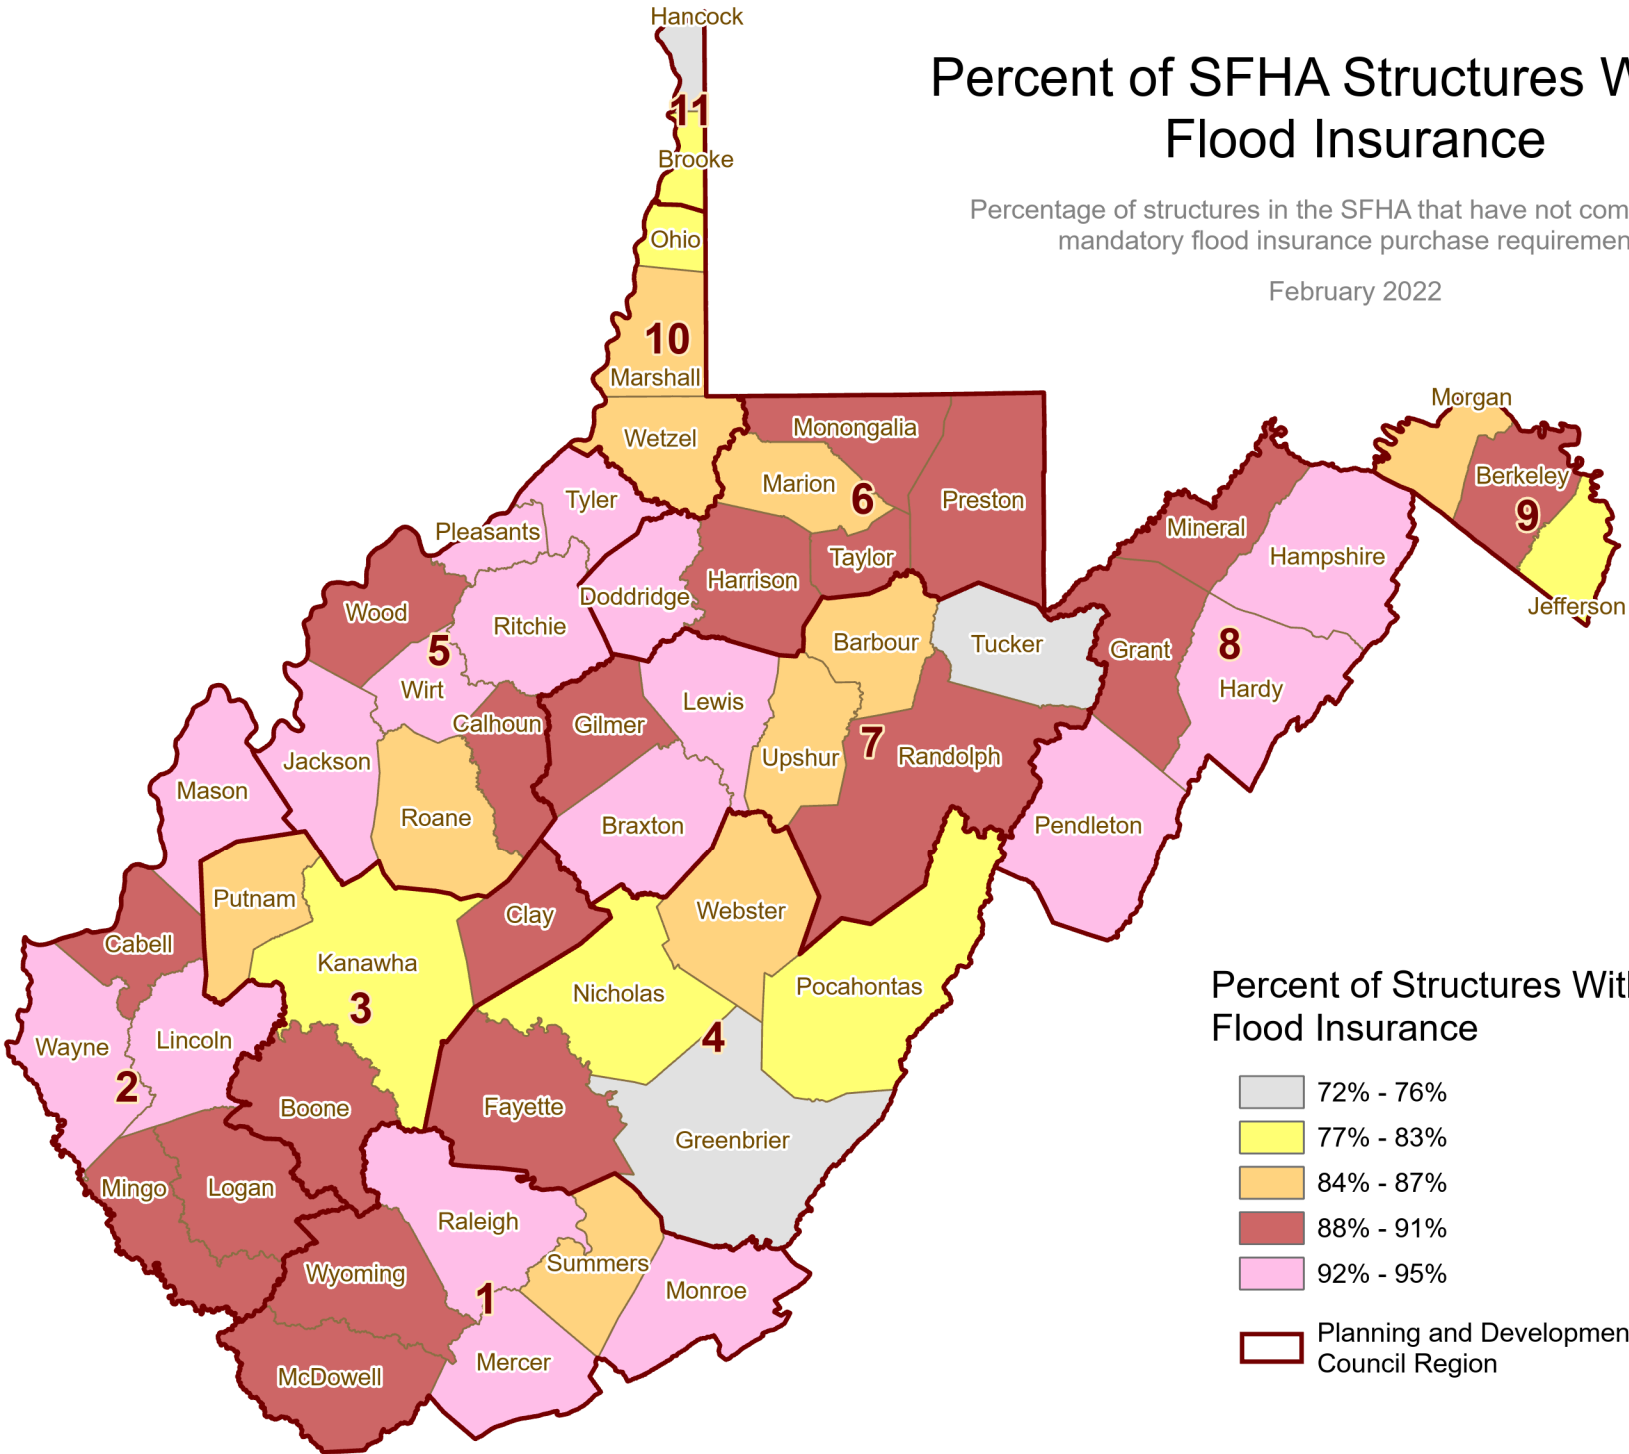 Hancock
Percent of SFHA Structures W
Flood Insurance
11
Brooke
Percentage of structures in the SFHA that have not com
Ohio
mandatory flood insurance purchase requiremen
February 2022
10
Marshall
Morgan
Wetzel
Monongalia
Marion
6
Preston
Berkeley
9
Tyler
Pleasants
Mineral
Hampshire
Taylor
Harrison
Doddridge
Wood
Ritchie
Jefferson
5
Barbour
Tucker
Grant
8
Wirt
Lewis
Hardy
Calhoun
Gilmer
7
Jackson
Upshur
Randolph
Mason
Roane
Braxton
Pendleton
Putnam
Clay
Webster
Cabell
Kanawha
Nicholas
Pocahontas
3
Wayne
Lincoln
4
2
Boone
Fayette
Greenbrier
Mingo
Logan
Raleigh
Wyoming
Summers
1
Monroe
Mercer
McDowell
Percent of Structures Wit
Flood Insurance
72% - 76%
77% - 83%
84% - 87%
88% - 91%
92% - 95%
Planning and Developmen
Council Region